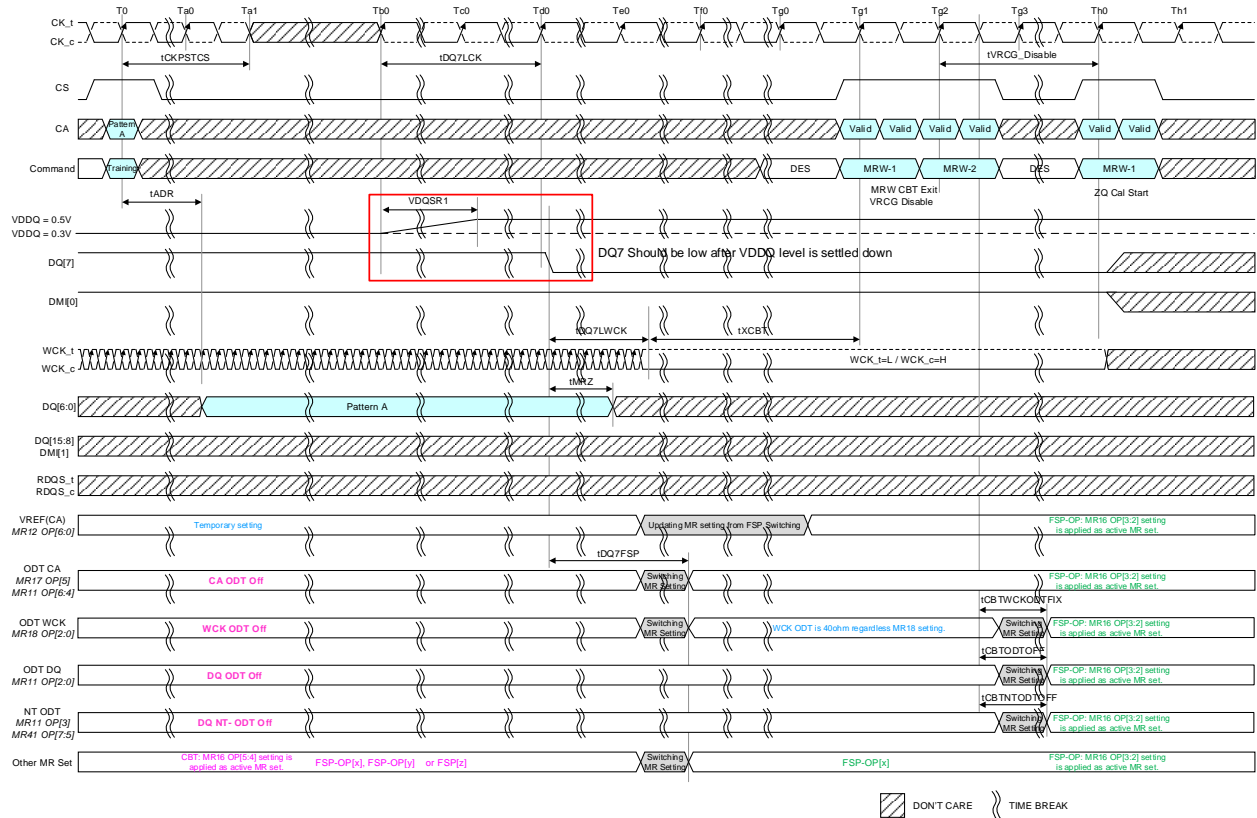 T0 Ta0 Ta1 Tb0 Tc0 Td0 Te0 Tf0 Tg0 Tg1 Tg2 Tg3 Th0 Th1
CK_t
CK_c
tCKPSTCS tDQ7LCK tVRCG_Disable
CS
CA
Pattern
A
Valid Valid Valid Valid Valid Valid
Command
Training DES MRW-1 MRW-2 DES MRW-1
MRW CBT Exit
VRCG Disable
ZQ Cal Start
tADR
VDQSR1
VDDQ = 0.5V
VDDQ = 0.3V
DQ7 Should be low after VDDQ level is settled down
DQ[7]
DMI[0]
tDQ7LWCK tXCBT
WCK_t
WCK_c
WCK_t=L / WCK_c=H
tMRZ
DQ[6:0]
Pattern A
DQ[15:8]
DMI[1]
RDQS_t
RDQS_c
VREF(CA)
MR12 OP[6:0]
Temporary setting
Updating MR setting from FSP Switching
FSP-OP: MR16 OP[3:2] setting
is applied as active MR set.
tDQ7FSP
ODT CA
MR17 OP[5]
MR11 OP[6:4]
CA ODT Off
Switching
MR Setting
FSP-OP: MR16 OP[3:2] setting
is applied as active MR set.
tCBTWCKODTFIX
ODT WCK
MR18 OP[2:0]
WCK ODT Off
Switching
MR Setting
WCK ODT is 40ohm regardless MR18 setting.
Switching
MR Setting
FSP-OP: MR16 OP[3:2] setting
is applied as active MR set.
tCBTODTOFF
ODT DQ
MR11 OP[2:0]
DQ ODT Off
Switching
MR Setting
FSP-OP: MR16 OP[3:2] setting
is applied as active MR set.
tCBTNTODTOFF
NT ODT
MR11 OP[3]
MR41 OP[7:5]
DQ NT- ODT Off
Switching
MR Setting
FSP-OP: MR16 OP[3:2] setting
is applied as active MR set.
Other MR Set
CBT: MR16 OP[5:4] setting is
applied as active MR set.
FSP-OP[x], FSP-OP[y] or FSP[z]
Switching
MR Setting
FSP-OP[x]
FSP-OP: MR16 OP[3:2] setting
is applied as active MR set.
DON'T CARE TIME BREAK